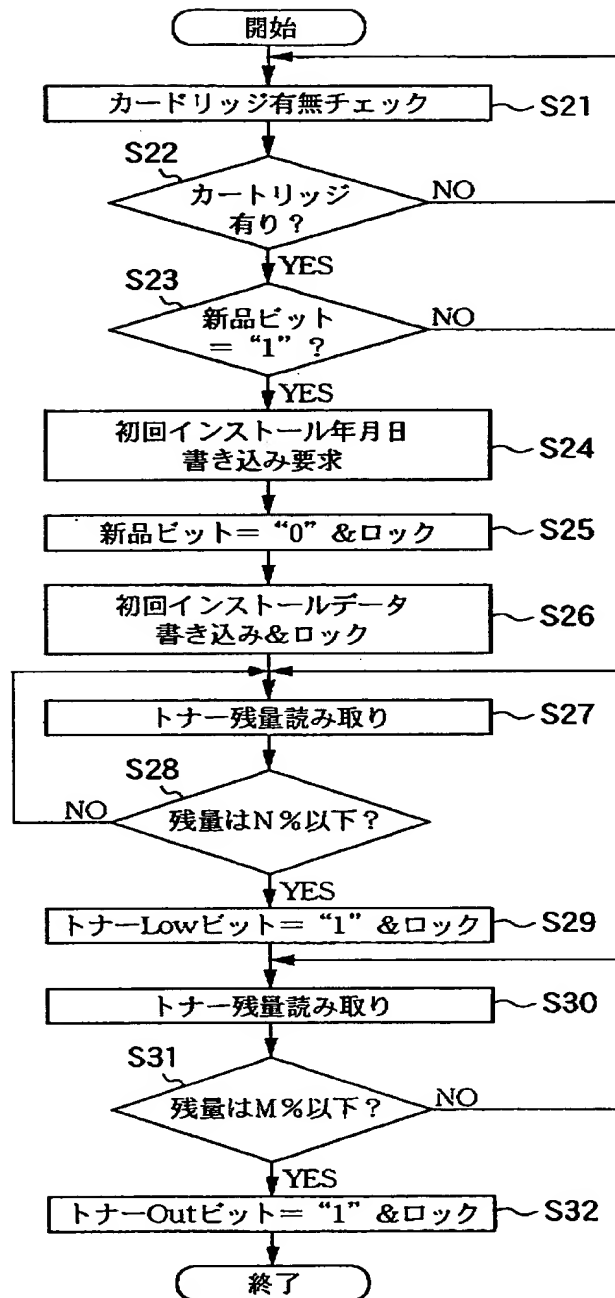 開始
カードリッジ有無チェック
S21
S22
カートリッジ
有り？
NO
YES
S23
新品ビット
＝“1”？
NO
YES
初回インストール年月日
書き込み要求
S24
新品ビット＝“0”＆ロック
S25
初回インストールデータ
書き込み＆ロック
S26
トナー残量読み取り
S27
S28
残量はN％以下？
NO
YES
トナーLowビット＝“1”＆ロック
S29
トナー残量読み取り
S30
S31
残量はM％以下？
NO
YES
トナーOutビット＝“1”＆ロック
S32
終了